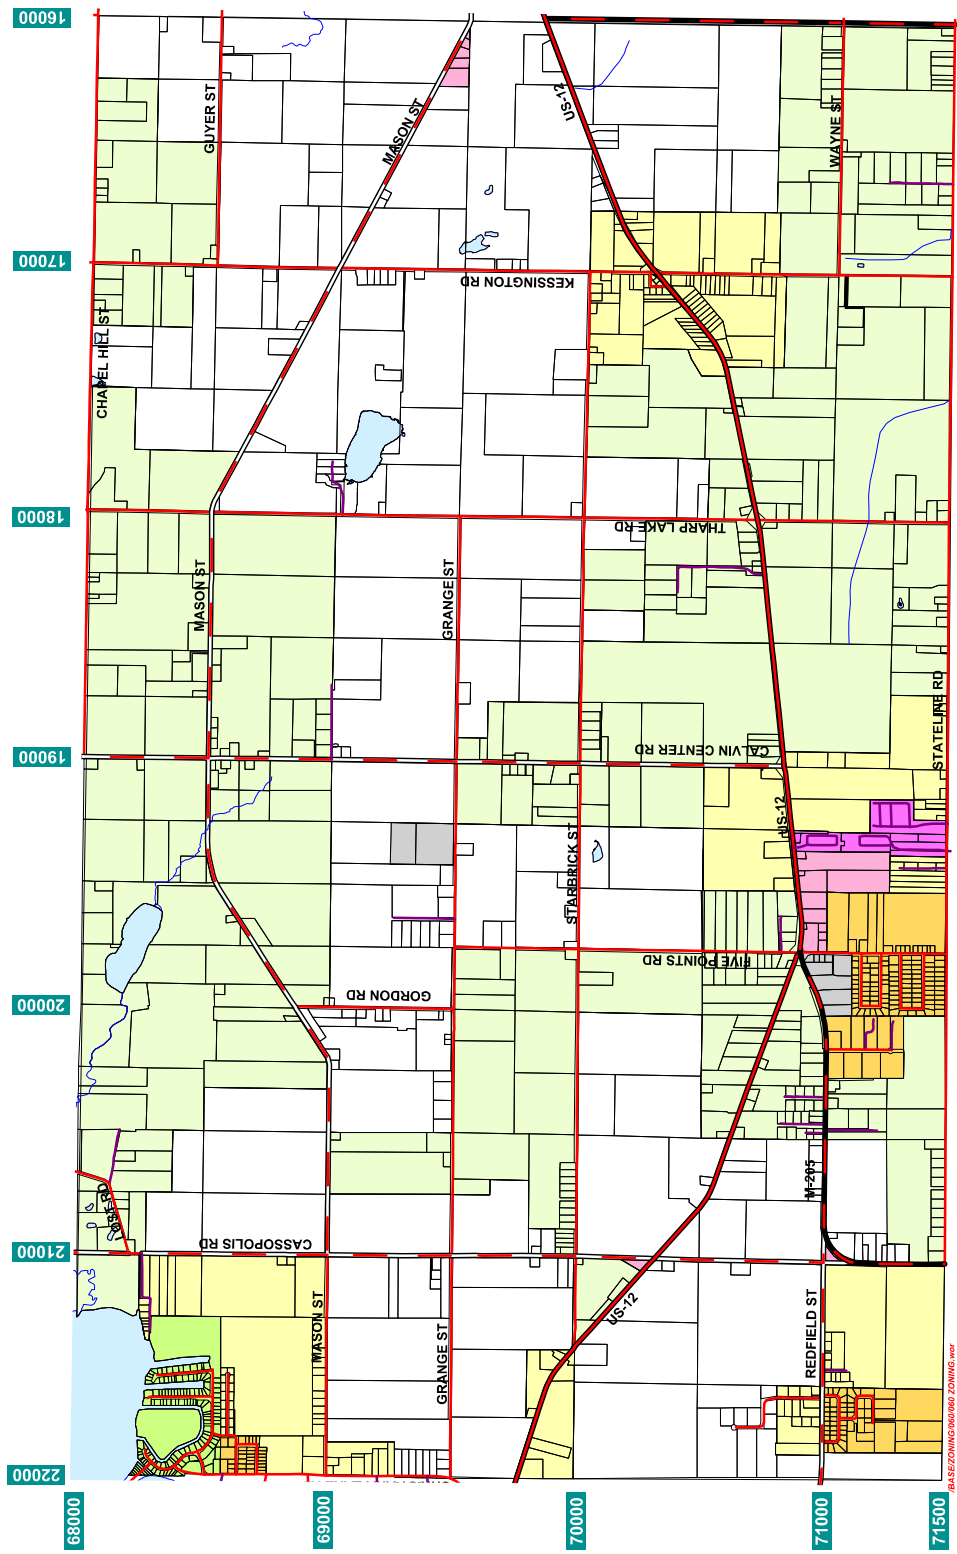 16000
GUYER ST
MASON ST
US-12
WAYNE ST
17000
KESSINGTON RD
CHAPEL HILL ST
18000
THARP LAKE RD
MASON ST
GRANGE ST
19000
CALVIN CENTER RD
STATELINE RD
US-12
STARBRICK ST
FIVE POINTS RD
20000
GORDON RD
M-205
LOST RD
21000
CASSOPOLIS RD
MASON ST
GRANGE ST
US-12
REDFIELD ST
/BASE/ZONING/060/060 ZONING.wor
22000
68000
69000
70000
71000
71500